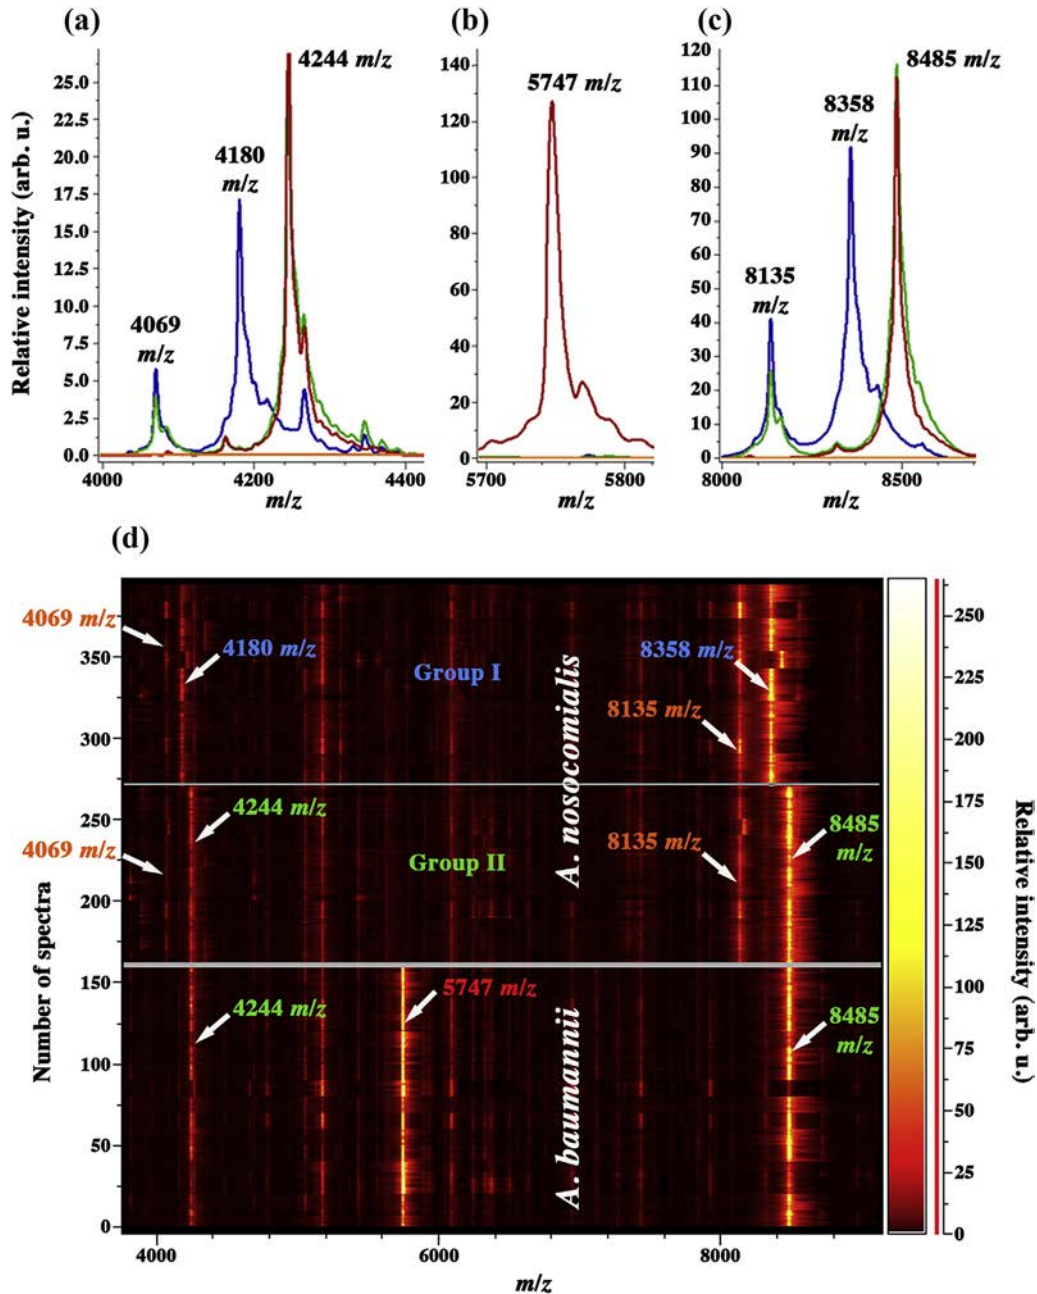 (a)
(b)
(c)
Relative intensity (arb. u.)
25.0
22.5
20.0
17.5
15.0
12.5
10.0
7.5
5.0
2.5
0.0
4244 m/z
4180
m/z
4069
m/z
4000
4200
4400
m/z
140
120
100
80
60
40
20
0
5747 m/z
5700
5800
m/z
120
110
100
90
80
70
60
50
40
30
20
10
0
8485 m/z
8358
m/z
8135
m/z
8000
8500
m/z
(d)
Number of spectra
350
300
250
200
150
100
50
0
4069 m/z
4180 m/z
Group I
8358 m/z
8135 m/z
A. nosocomialis
4244 m/z
4069 m/z
Group II
8135 m/z
8485
m/z
4244 m/z
5747 m/z
A. baumannii
8485
m/z
4000
6000
8000
m/z
250
225
200
175
150
125
100
75
50
25
0
Relative intensity (arb. u.)